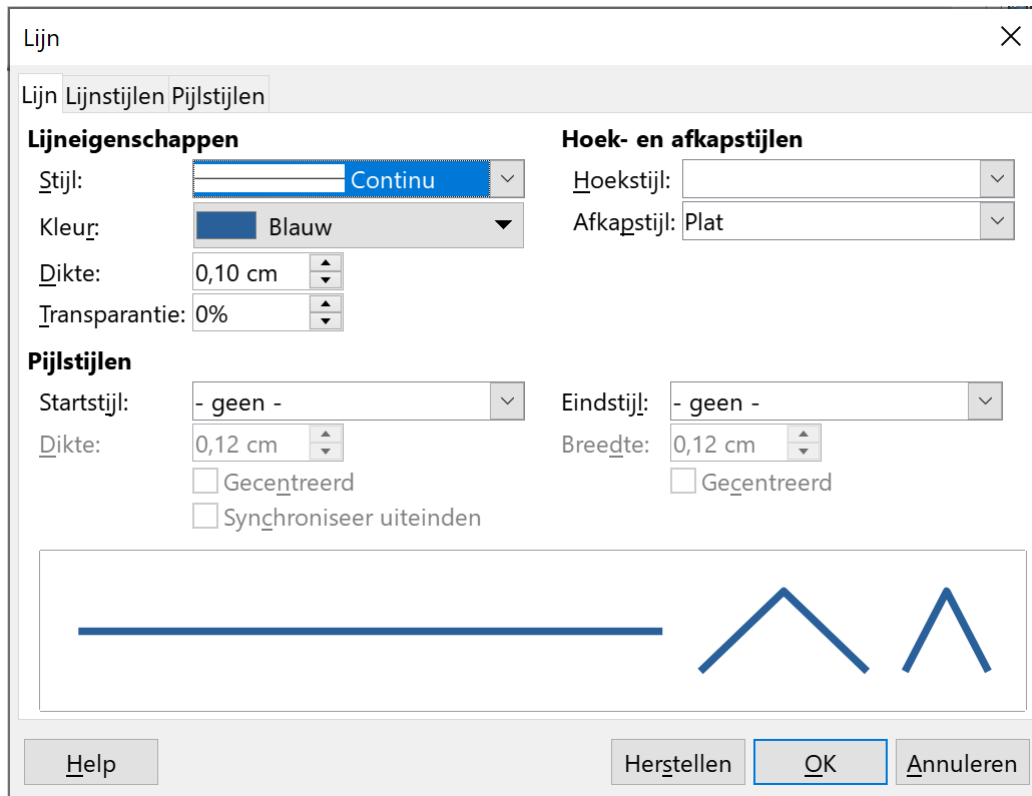 Lijn
Lijn Lijnstijlen Pijlstijlen
Lijneigenschappen
Stijl: Continu
Kleur: Blauw
Dikte: 0,10 cm
Transparantie: 0%
Hoek- en afkapstijlen
Hoekstijl:
Afkapstijl: Plat
Pijlstijlen
Startstijl: - geen -
Dikte: 0,12 cm
Gecentreerd
Synchroniseer uiteinden
Eindstijl: - geen -
Breedte: 0,12 cm
Gecentreerd
Help Herstellen OK Annuleren